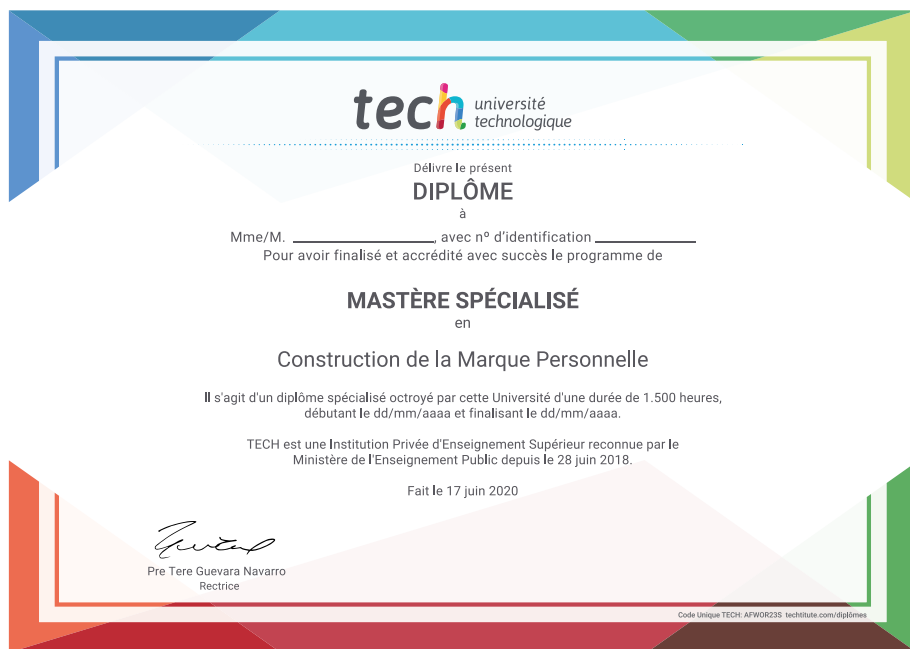 tech université
technologique
Délivre le présent
DIPLÔME
à
Mme/M. ____________, avec nº d'identification ____________
Pour avoir finalisé et accrédité avec succès le programme de
MASTÈRE SPÉCIALISÉ
en
Construction de la Marque Personnelle
Il s'agit d'un diplôme spécialisé octroyé par cette Université d'une durée de 1.500 heures,
débutant le dd/mm/aaaa et finalisant le dd/mm/aaaa.
TECH est une Institution Privée d'Enseignement Supérieur reconnue par le
Ministère de l'Enseignement Public depuis le 28 juin 2018.
Fait le 17 juin 2020
Pre Tere Guevara Navarro
Rectrice
Code Unique TECH: AFWOR23S techtitute.com/diplômes